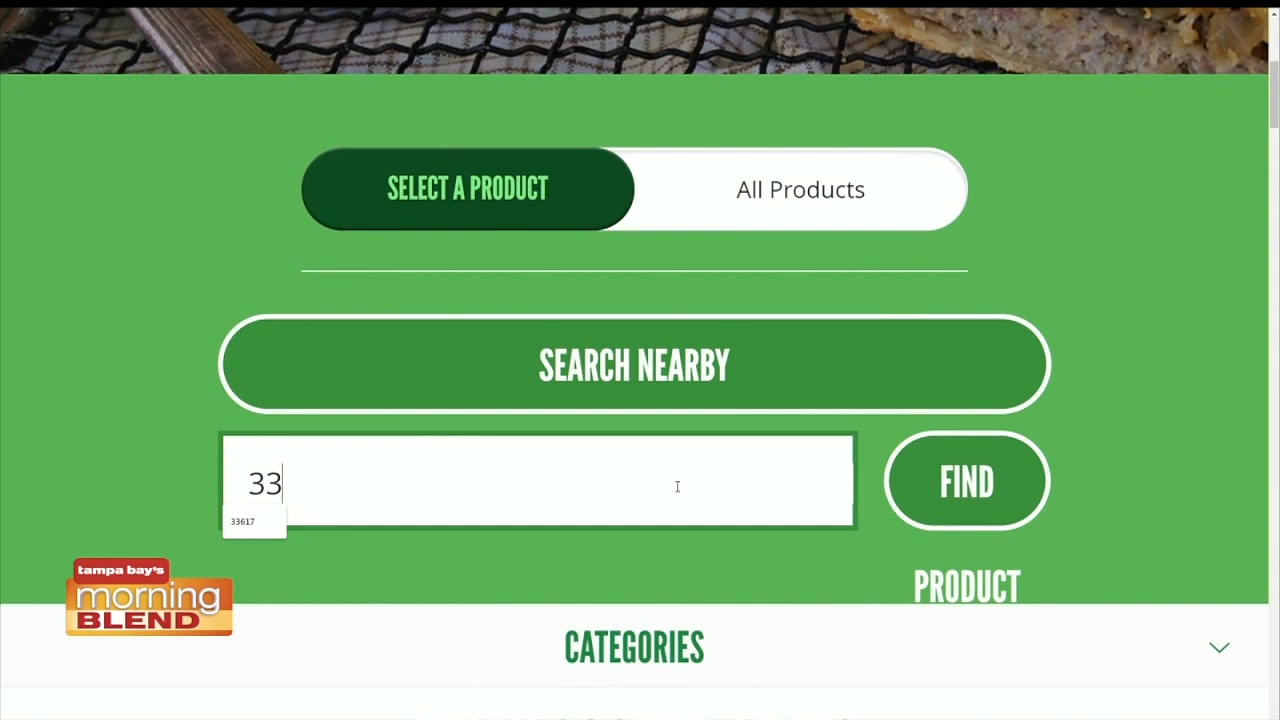 SELECT A PRODUCT
All Products
SEARCH NEARBY
33
FIND
33617
PRODUCT
tampa bay's
morning
BLEND
CATEGORIES